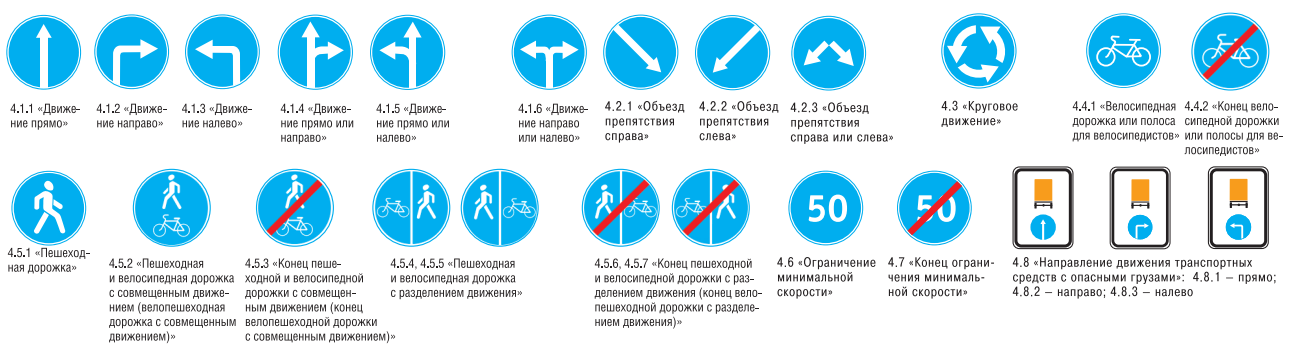 4.1.1 «Движе-
ние прямо»
4.1.2 «Движе-
ние направо»
4.1.3 «Движе-
ние налево»
4.1.4 «Движе-
ние прямо или
направо»
4.1.5 «Движе-
ние прямо или
налево»
4.1.6 «Движе-
ние направо
или налево»
4.2.1 «Объезд
препятствия
справа»
4.2.2 «Объезд
препятствия
слева»
4.2.3 «Объезд
препятствия
справа или слева»
4.3 «Круговое
движение»
4.4.1 «Велосипедная
дорожка или полоса
для велосипедистов»
4.4.2 «Конец вело-
сипедной дорожки
или полосы для ве-
лосипедистов»
4.5.1 «Пешеход-
ная дорожка»
4.5.2 «Пешеходная
и велосипедная дорожка
с совмещенным движе-
нием (велопешеходная
дорожка с совмещенным
движением)»
4.5.3 «Конец пеше-
ходной и велосипедной
дорожки с совмещен-
ным движением (конец
велопешеходной дорожки
с совмещенным движением)»
4.5.4, 4.5.5 «Пешеходная
и велосипедная дорожка
с разделением движения»
4.5.6, 4.5.7 «Конец пешеходной
и велосипедной дорожки с раз-
делением движения (конец вело-
пешеходной дорожки с разделе-
нием движения)»
50
4.6 «Ограничение
минимальной
скорости»
50
4.7 «Конец ограни-
чения минималь-
ной скорости»
4.8 «Направление движения транспортных
средств с опасными грузами»: 4.8.1 – прямо;
4.8.2 – направо; 4.8.3 – налево